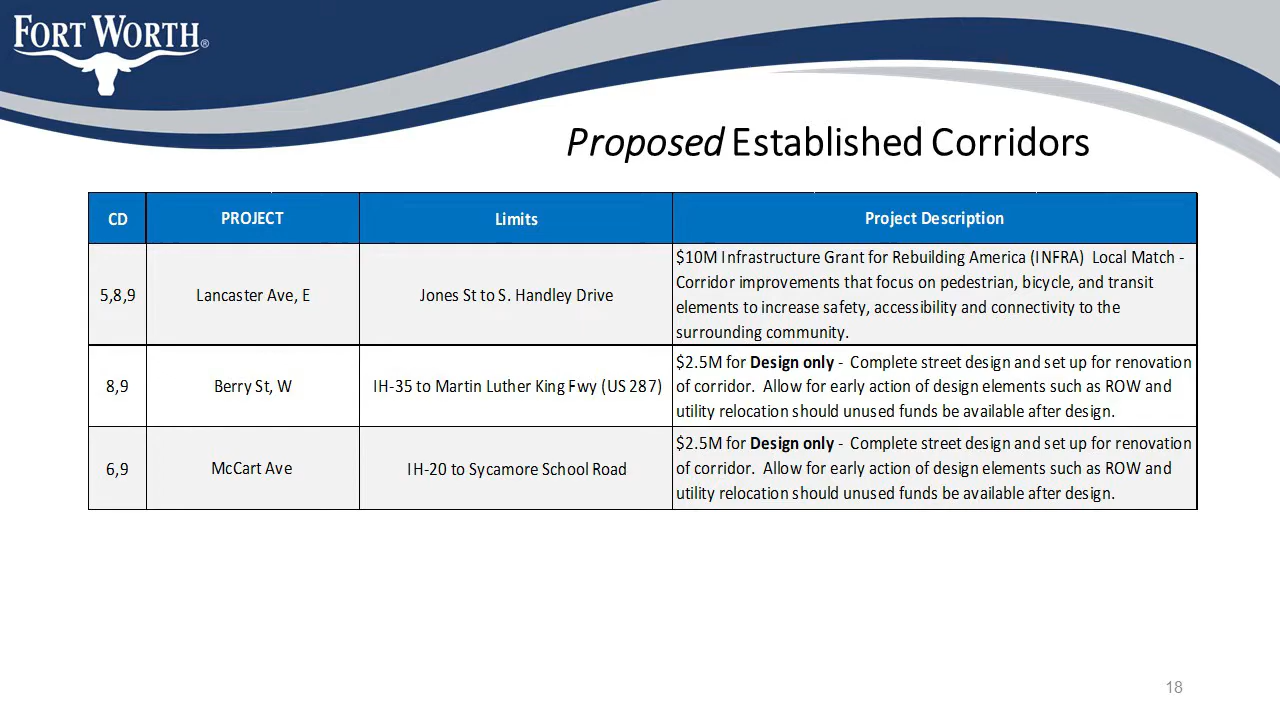 FORT WORTH®
Proposed Established Corridors
CD PROJECT Limits Project Description
5,8,9 Lancaster Ave, E Jones St to S. Handley Drive
$10M Infrastructure Grant for Rebuilding America (INFRA) Local Match -
Corridor improvements that focus on pedestrian, bicycle, and transit
elements to increase safety, accessibility and connectivity to the
surrounding community.
8,9 Berry St, W IH-35 to Martin Luther King Fwy (US 287)
$2.5M for Design only - Complete street design and set up for renovation
of corridor. Allow for early action of design elements such as ROW and
utility relocation should unused funds be available after design.
6,9 McCart Ave IH-20 to Sycamore School Road
$2.5M for Design only - Complete street design and set up for renovation
of corridor. Allow for early action of design elements such as ROW and
utility relocation should unused funds be available after design.
18